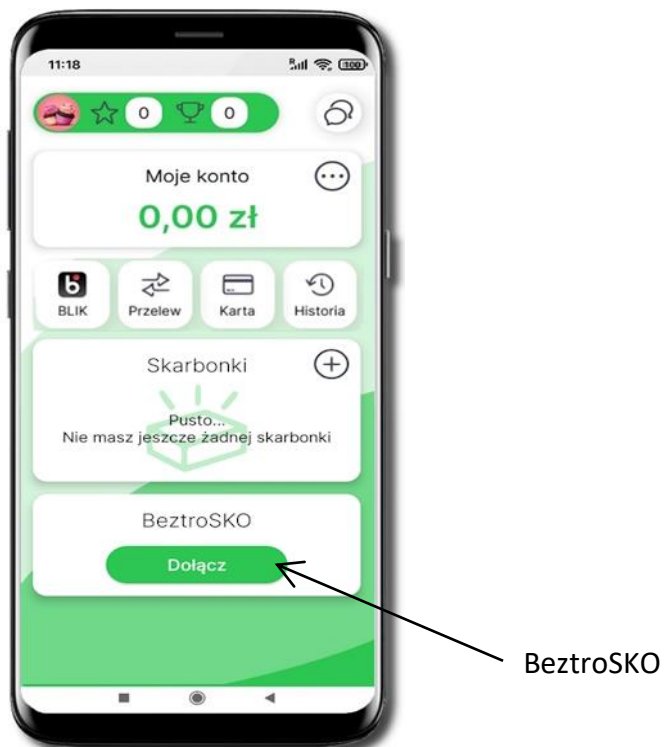 11:18
R
100
0 0
Moje konto
0,00 zł
BLIK Przelew Karta Historia
Skarbonki
Pusto...
Nie masz jeszcze żadnej skarbonki
BeztroSKO
Dołącz
BeztroSKO